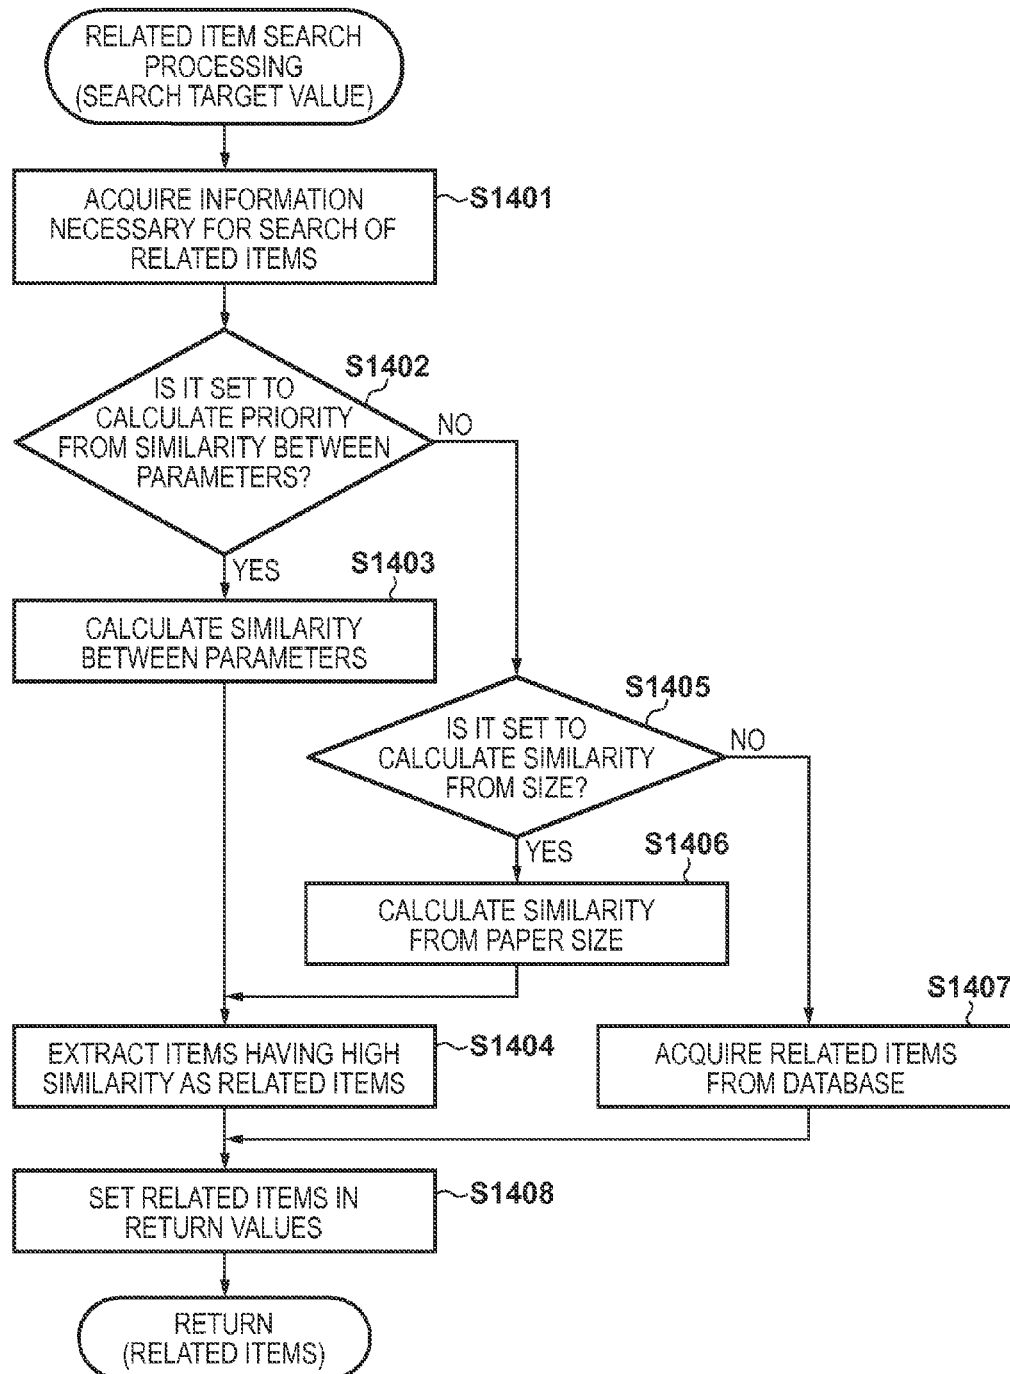 RELATED ITEM SEARCH
PROCESSING
(SEARCH TARGET VALUE)
ACQUIRE INFORMATION
NECESSARY FOR SEARCH OF
RELATED ITEMS
S1401
S1402
IS IT SET TO
CALCULATE PRIORITY
FROM SIMILARITY BETWEEN
PARAMETERS?
NO
YES
S1403
CALCULATE SIMILARITY
BETWEEN PARAMETERS
S1405
IS IT SET TO
CALCULATE SIMILARITY
FROM SIZE?
NO
YES
S1406
CALCULATE SIMILARITY
FROM PAPER SIZE
EXTRACT ITEMS HAVING HIGH
SIMILARITY AS RELATED ITEMS
S1404
S1407
ACQUIRE RELATED ITEMS
FROM DATABASE
SET RELATED ITEMS IN
RETURN VALUES
S1408
RETURN
(RELATED ITEMS)